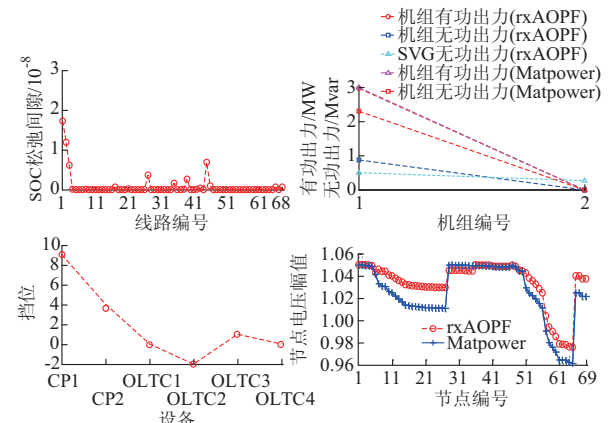 机组有功出力(rxAOPF)
机组无功出力(rxAOPF)
SVG无功出力(rxAOPF)
机组有功出力(Matpower)
机组无功出力(Matpower)
SOC松弛间隙/10⁻⁸
3
2
1
0
1 11 21 31 41 51 61 68
线路编号
有功出力/MW
无功出力/Mvar
3
2
1
0
1 2
机组编号
挡位
10
8
6
4
2
0
-2
CP1 OLTC1 OLTC3
CP2 OLTC2 OLTC4
设备
节点电压幅值
1.06
1.04
1.02
1.00
0.98
0.96
rxAOPF
Matpower
1 11 21 31 41 51 61 69
节点编号